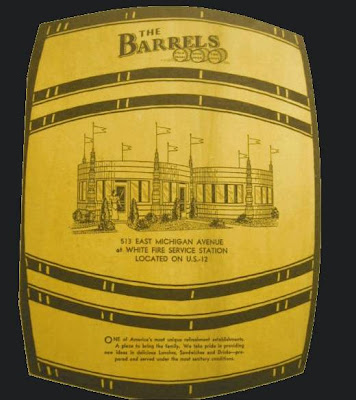 THE
BARRELS
513 EAST MICHIGAN AVENUE
at WHITE FIRE SERVICE STATION
LOCATED ON U.S.-12
ONE of America's most unique refreshment establishments.
A place to bring the family. We take pride in providing
new ideas in delicious Lunches, Sandwiches and Drinks—pre-
pared and served under the most sanitary conditions.